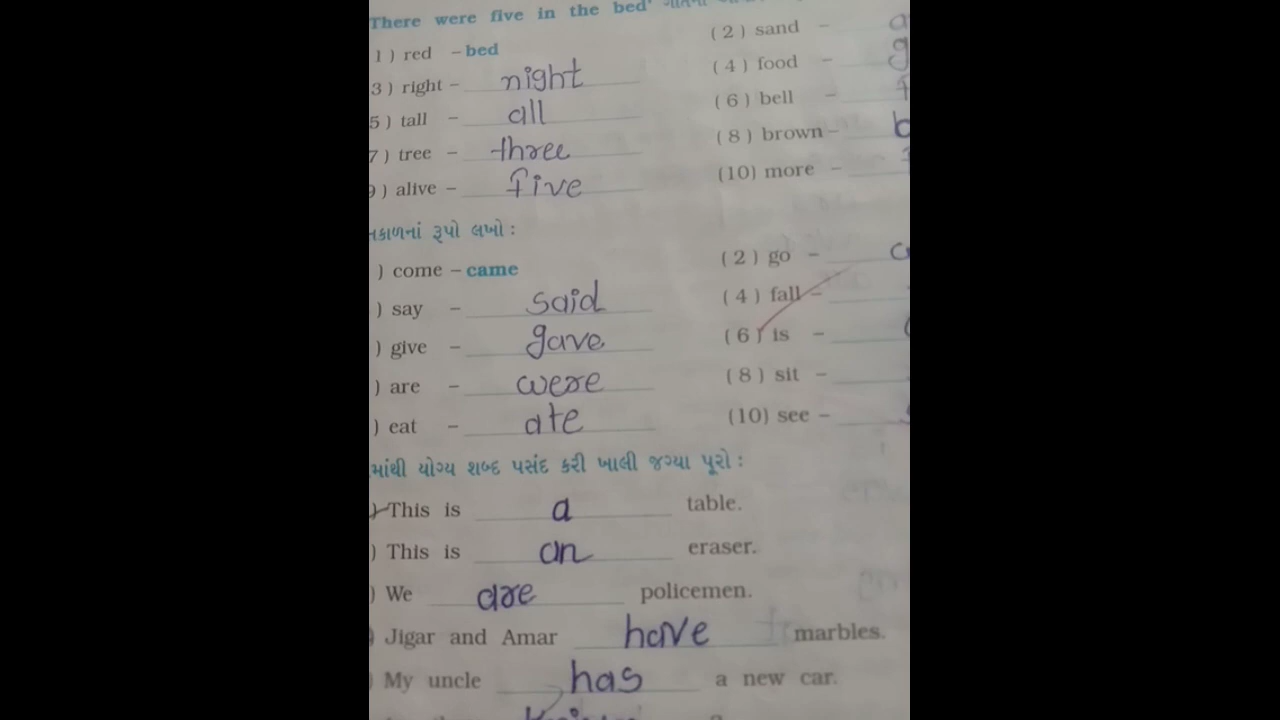 There were five in the bed'
1 ) red – bed ( 2 ) sand –
3 ) right – night ( 4 ) food –
5 ) tall – all ( 6 ) bell –
7 ) tree – three ( 8 ) brown – b
9 ) alive – five (10) more –
રૂપો લખો :
) come – came ( 2 ) go –
) say – said ( 4 ) fall –
) give – gave ( 6 ) is –
) are – were ( 8 ) sit –
) eat – ate (10) see –
માંથી યોગ્ય શબ્દ પસંદ કરી ખાલી જગ્યા પૂરો :
) This is a table.
) This is an eraser.
) We are policemen.
) Jigar and Amar have marbles.
) My uncle has a new car.